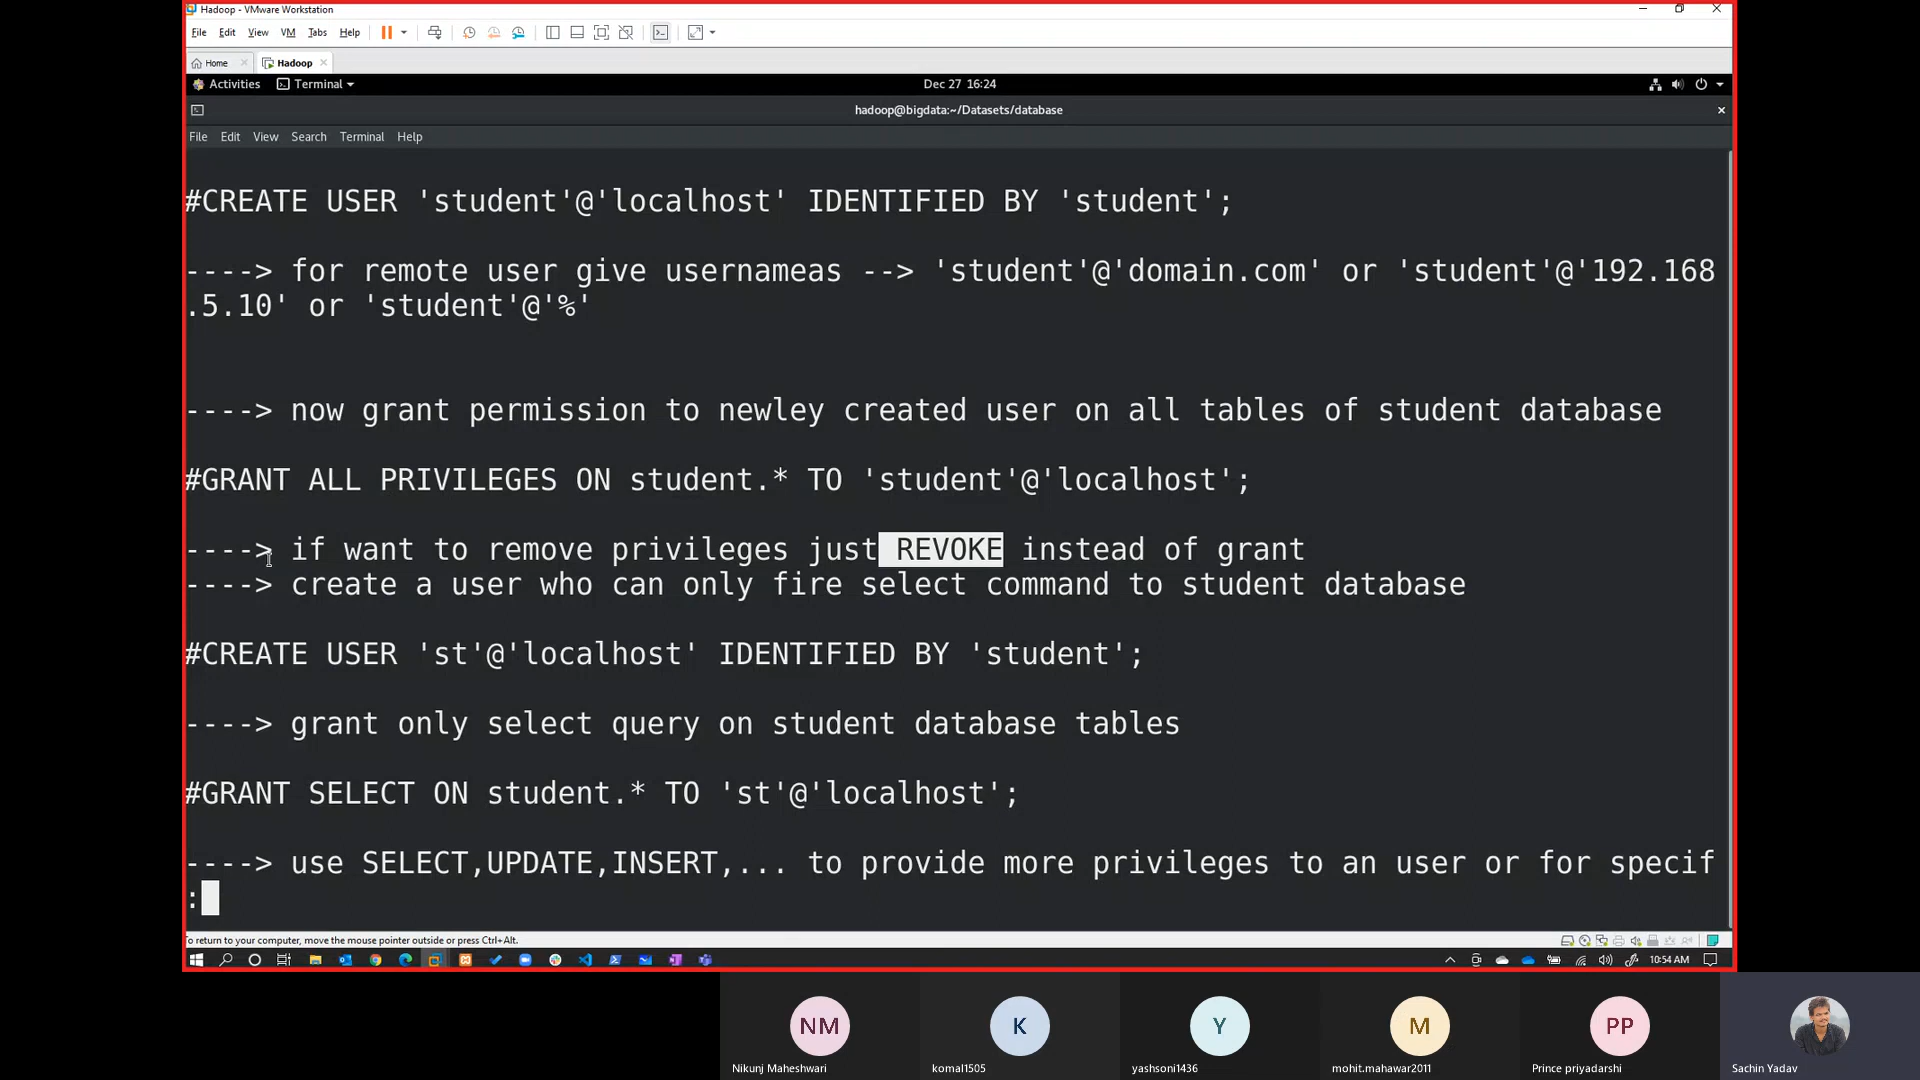 Hadoop - VMware Workstation
File Edit View VM Tabs Help
Home Hadoop
Activities Terminal Dec 27 16:24
hadoop@bigdata:~/Datasets/database
File Edit View Search Terminal Help
#CREATE USER 'student'@'localhost' IDENTIFIED BY 'student';
----> for remote user give usernameas --> 'student'@'domain.com' or 'student'@'192.168
.5.10' or 'student'@'%'
----> now grant permission to newley created user on all tables of student database
#GRANT ALL PRIVILEGES ON student.* TO 'student'@'localhost';
----> if want to remove privileges just REVOKE instead of grant
----> create a user who can only fire select command to student database
#CREATE USER 'st'@'localhost' IDENTIFIED BY 'student';
----> grant only select query on student database tables
#GRANT SELECT ON student.* TO 'st'@'localhost';
----> use SELECT,UPDATE,INSERT,... to provide more privileges to an user or for specif
:
To return to your computer, move the mouse pointer outside or press Ctrl+Alt.
10:54 AM
NM K Y M PP
Nikunj Maheshwari komal1505 yashsoni1436 mohit.mahawar2011 Prince priyadarshi Sachin Yadav